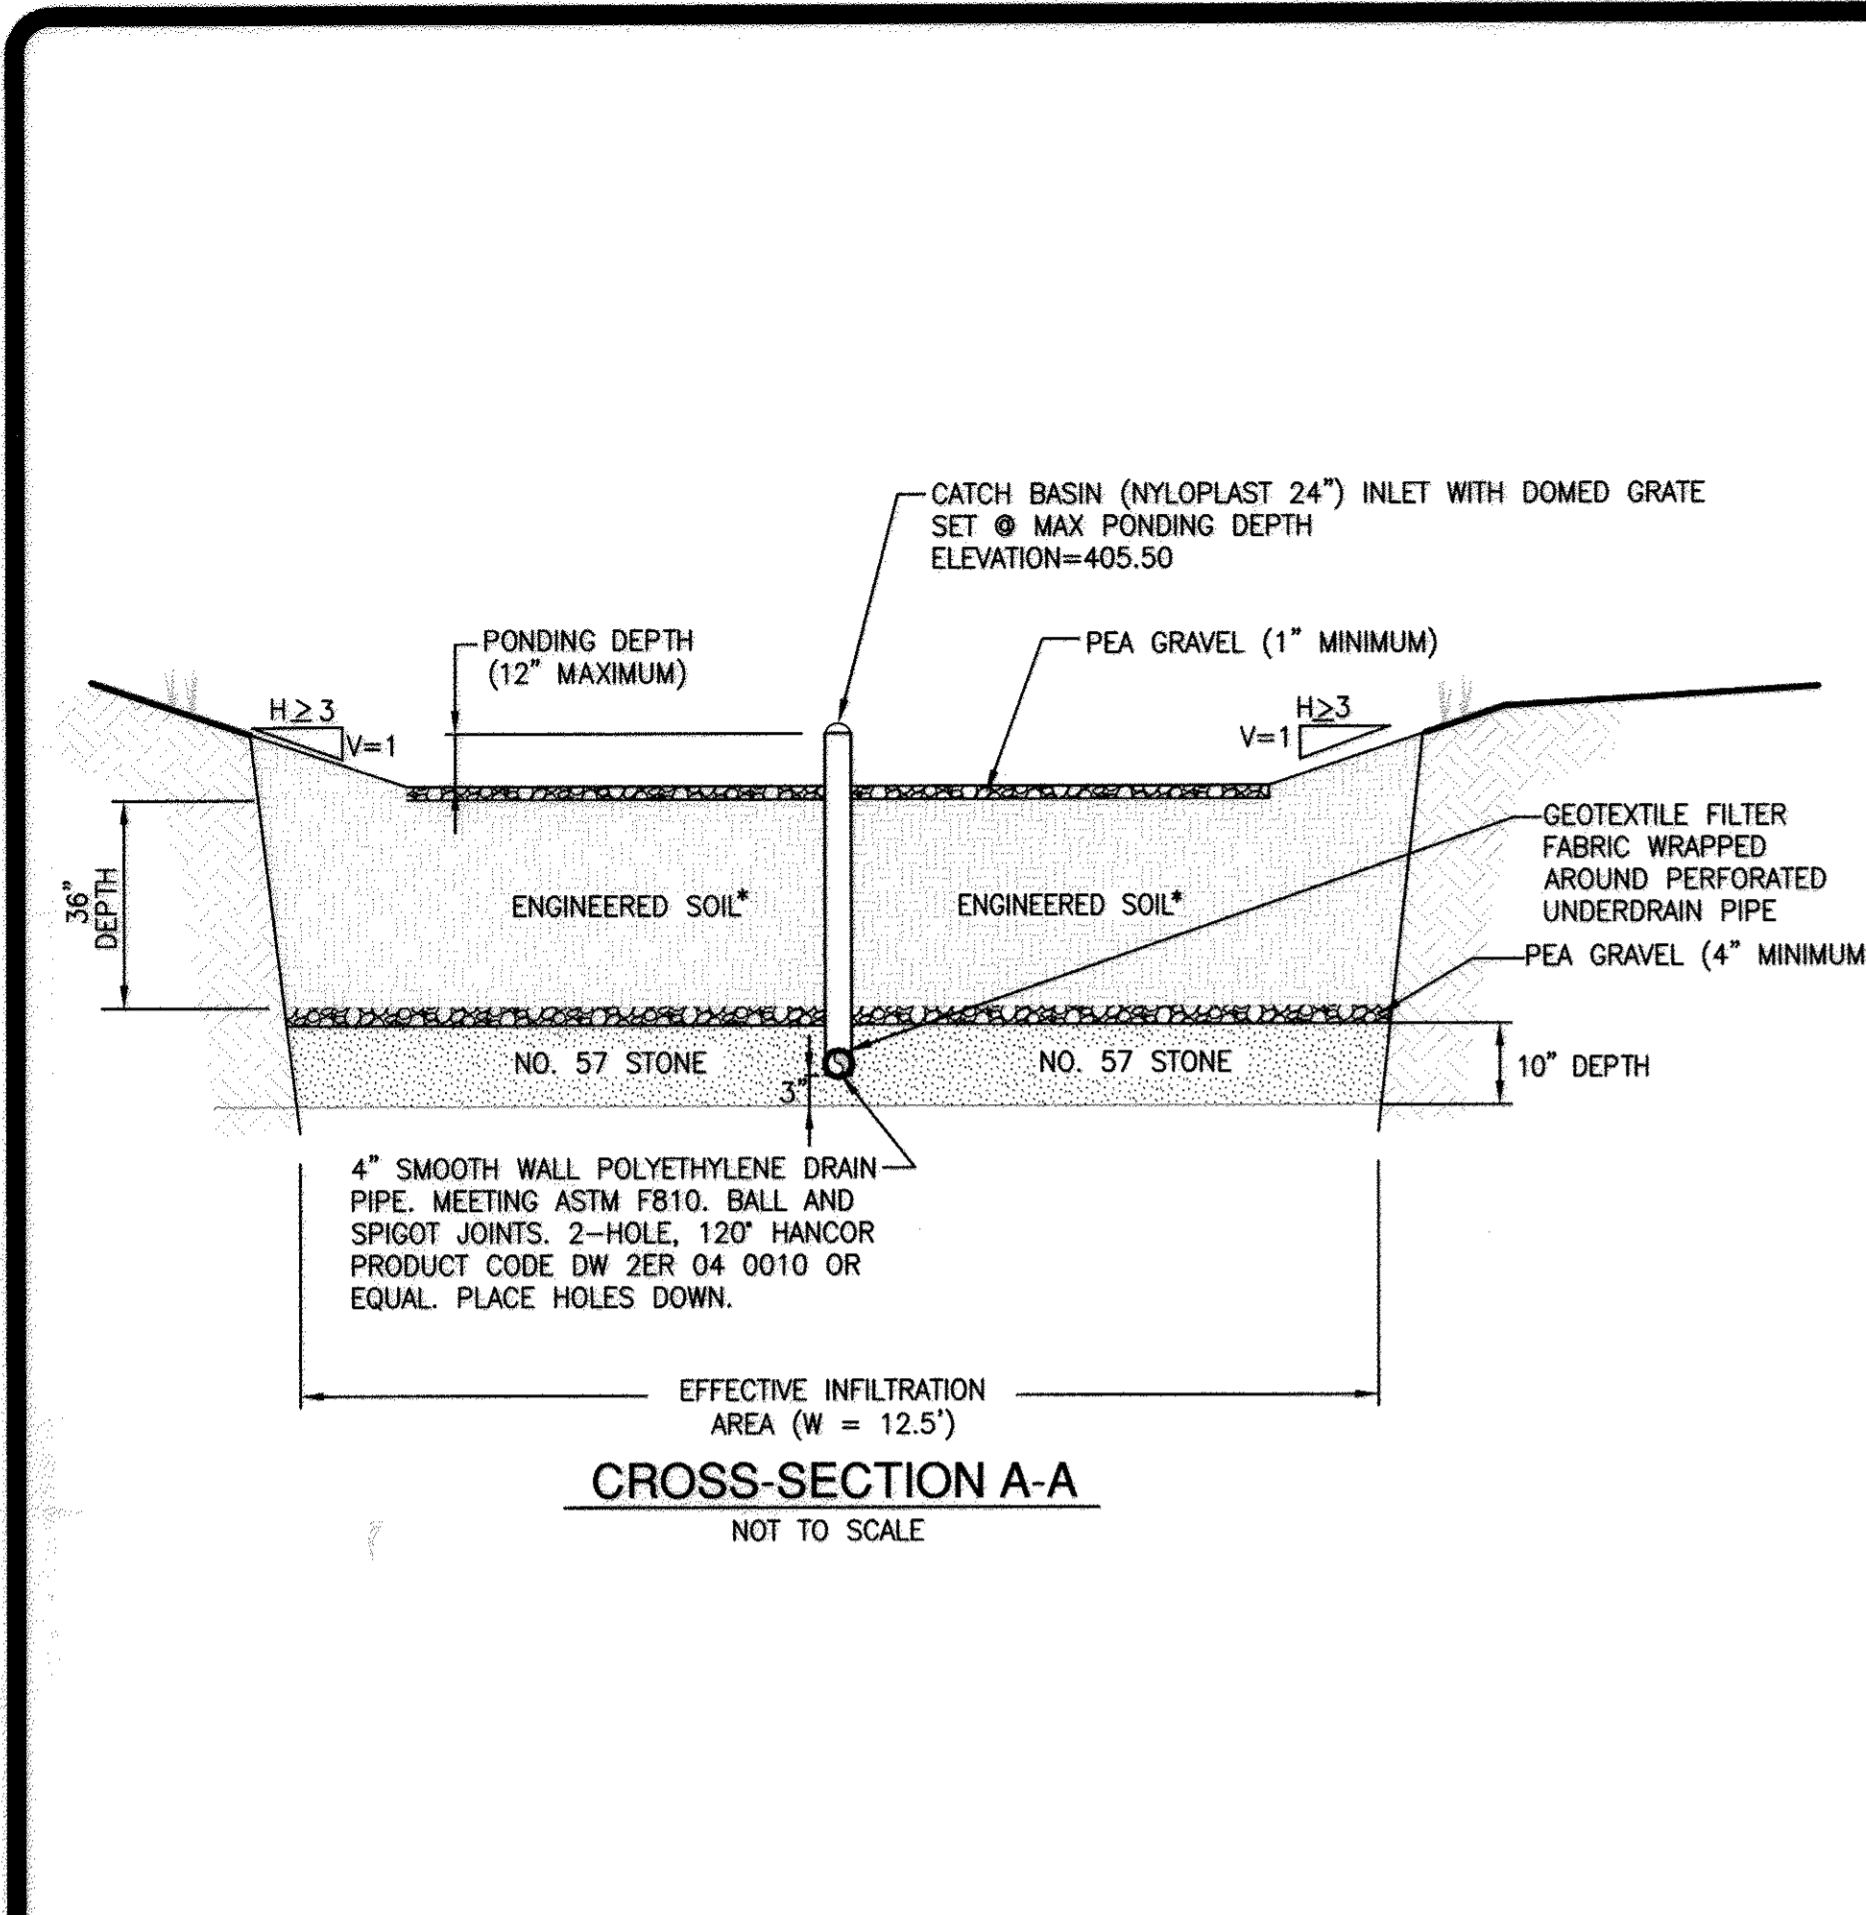 CATCH BASIN (NYLOPLAST 24") INLET WITH DOMED GRATE
SET @ MAX PONDING DEPTH
ELEVATION=405.50
PONDING DEPTH
(12" MAXIMUM)
PEA GRAVEL (1" MINIMUM)
H≥3
V=1
H≥3
V=1
36"
DEPTH
ENGINEERED SOIL*
ENGINEERED SOIL*
GEOTEXTILE FILTER
FABRIC WRAPPED
AROUND PERFORATED
UNDERDRAIN PIPE
PEA GRAVEL (4" MINIMUM
NO. 57 STONE
NO. 57 STONE
10" DEPTH
3"
4" SMOOTH WALL POLYETHYLENE DRAIN
PIPE. MEETING ASTM F810. BALL AND
SPIGOT JOINTS. 2-HOLE, 120° HANCOR
PRODUCT CODE DW 2ER 04 0010 OR
EQUAL. PLACE HOLES DOWN.
EFFECTIVE INFILTRATION
AREA (W = 12.5')
CROSS-SECTION A-A
NOT TO SCALE